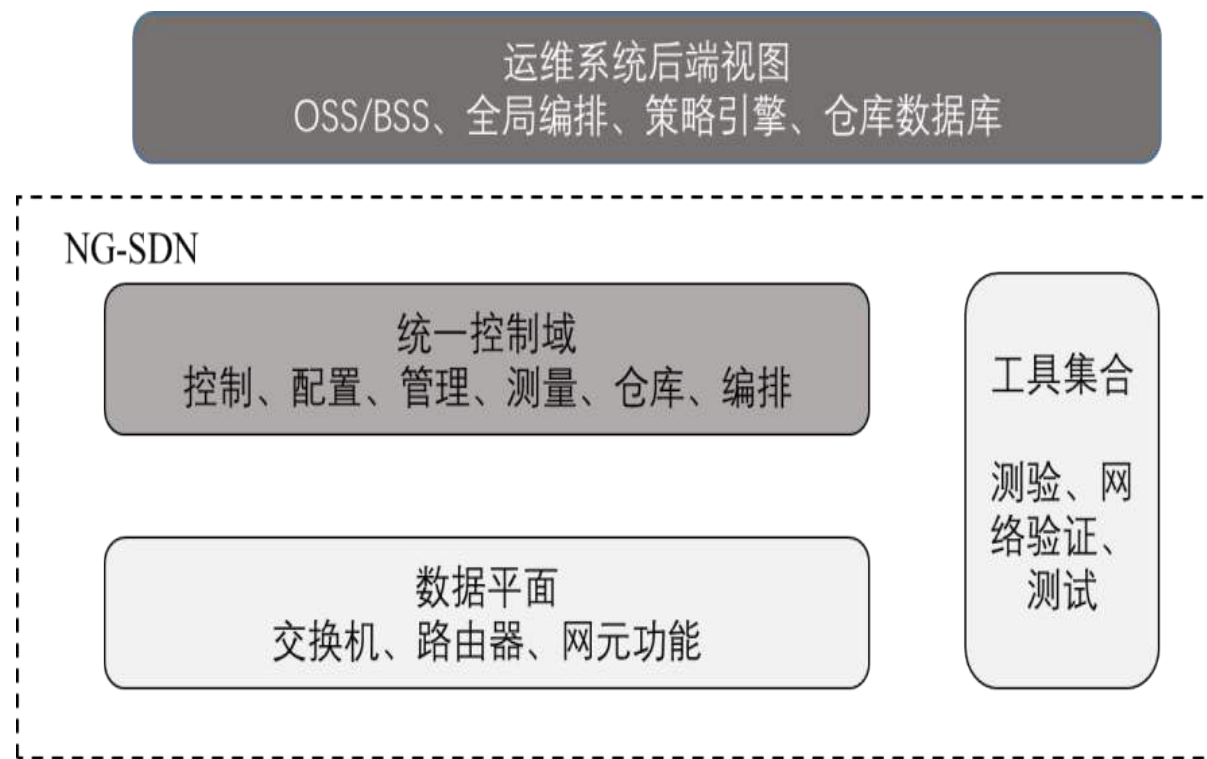 运维系统后端视图
OSS/BSS、全局编排、策略引擎、仓库数据库
NG-SDN
统一控制域
控制、配置、管理、测量、仓库、编排
数据平面
交换机、路由器、网元功能
工具集合
测验、网
络验证、
测试